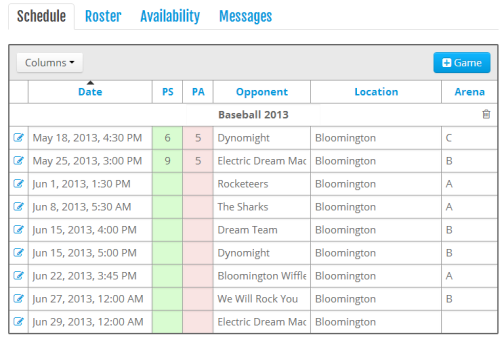 Schedule Roster Availability Messages
Columns Game
Date PS PA Opponent Location Arena
Baseball 2013
May 18, 2013, 4:30 PM 6 5 Dynomight Bloomington C
May 25, 2013, 3:00 PM 9 5 Electric Dream Mac Bloomington B
Jun 1, 2013, 1:30 PM Rocketeers Bloomington A
Jun 8, 2013, 5:30 AM The Sharks Bloomington A
Jun 15, 2013, 4:00 PM Dream Team Bloomington B
Jun 15, 2013, 5:00 PM Dynomight Bloomington B
Jun 22, 2013, 3:45 PM Bloomington Wiffle Bloomington A
Jun 27, 2013, 12:00 AM We Will Rock You Bloomington B
Jun 29, 2013, 12:00 AM Electric Dream Mac Bloomington